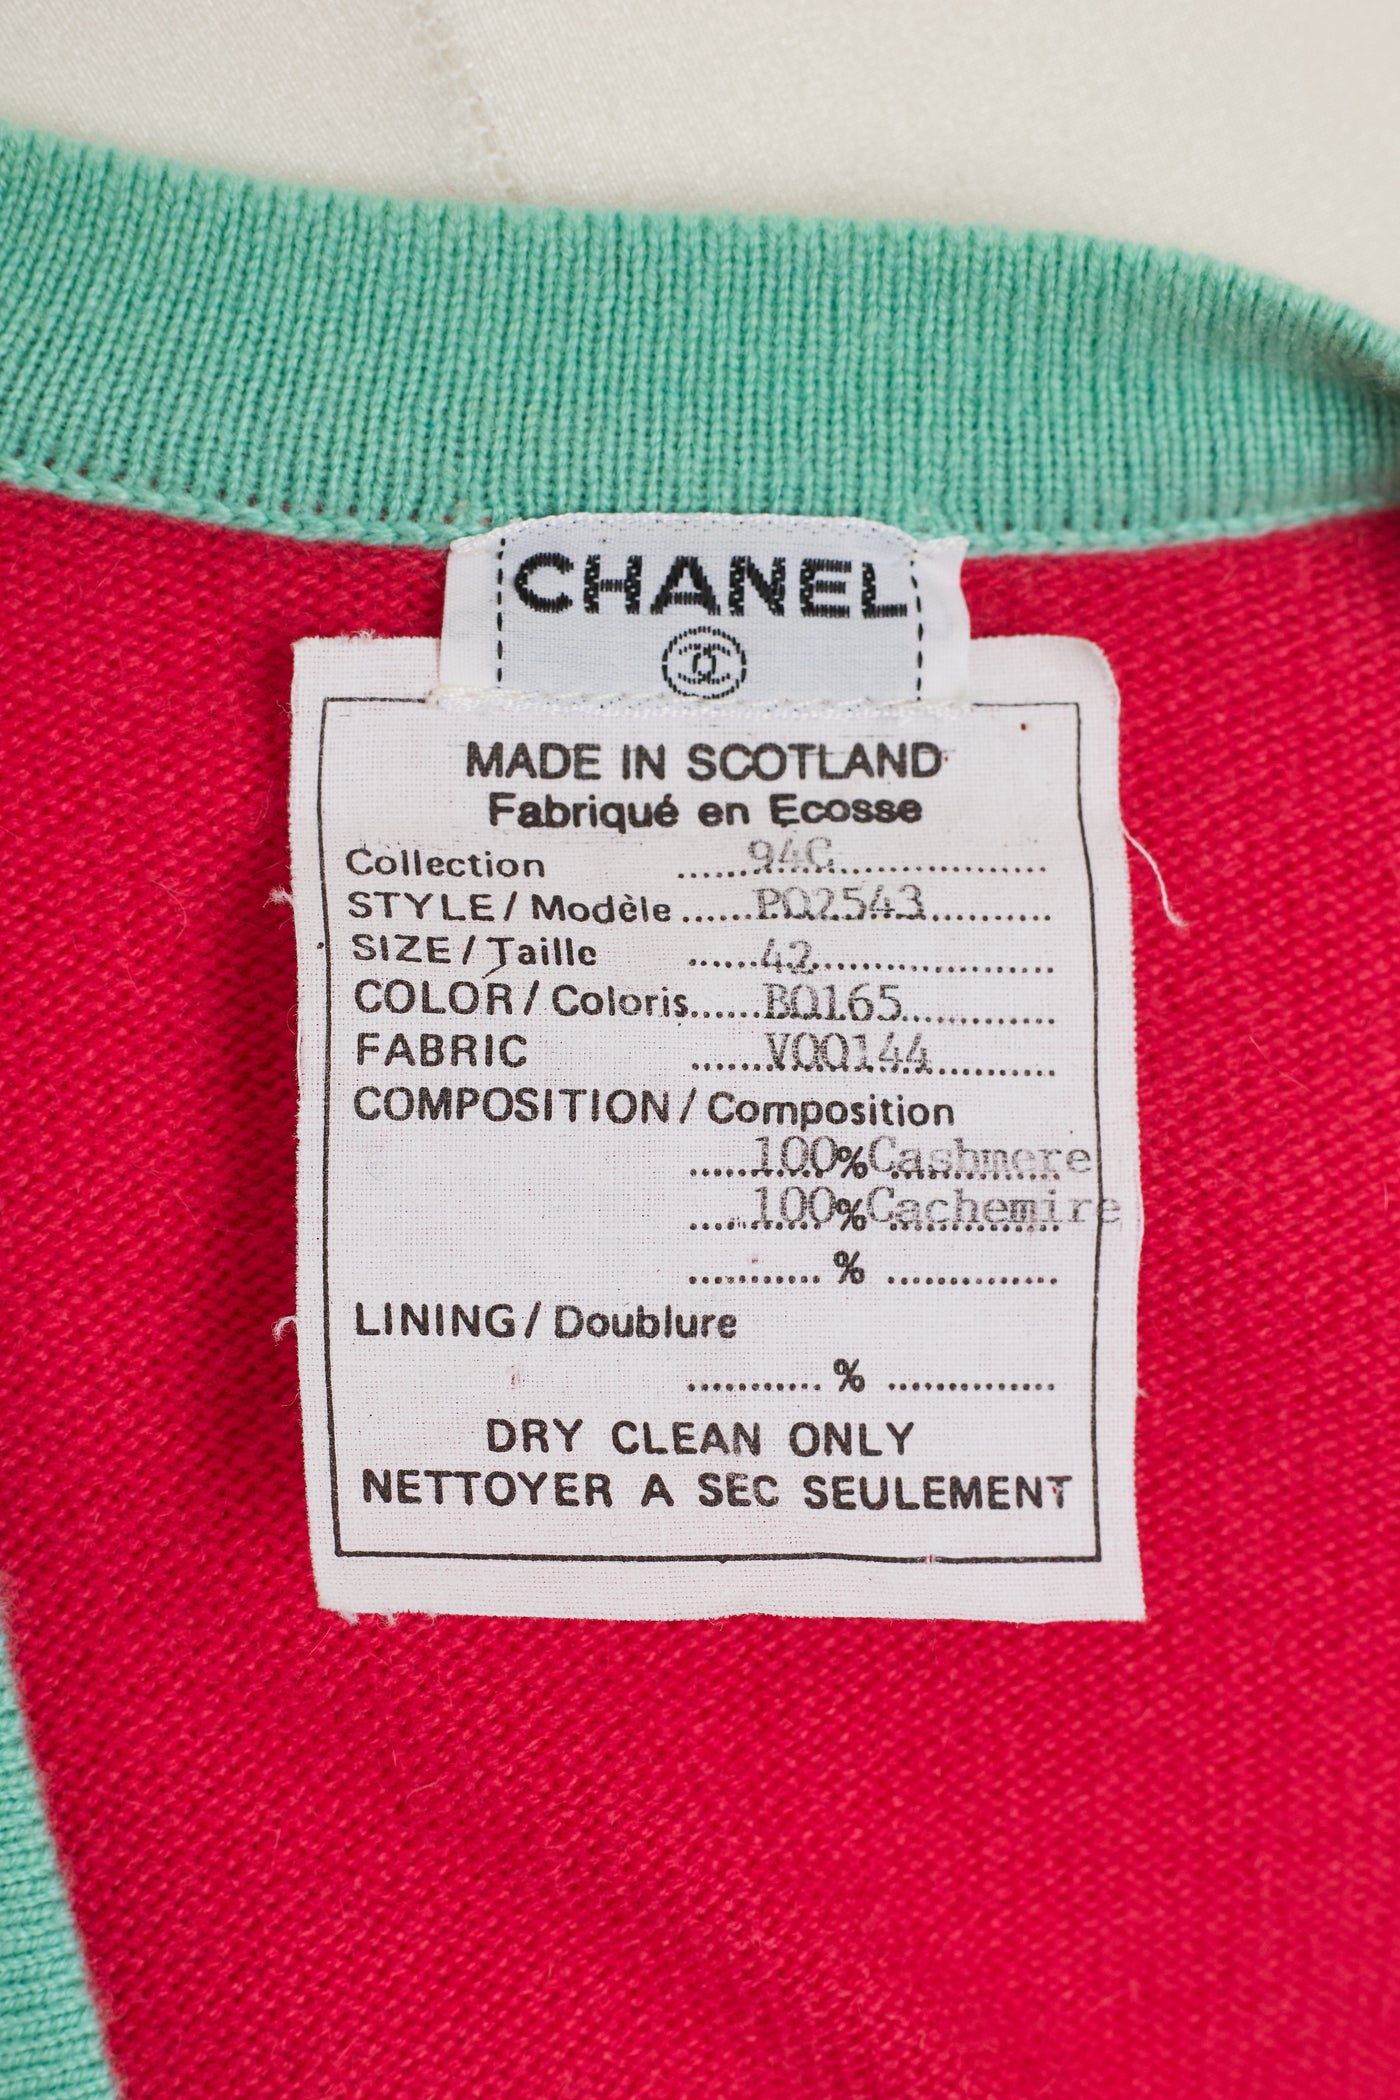 CHANEL
MADE IN SCOTLAND
Fabriqué en Ecosse
Collection ........94C............................
STYLE / Modèle ......P02543............
SIZE / Taille ......42........................
COLOR / Coloris......B0165.............
FABRIC ......V00144...........
COMPOSITION / Composition
......100%Cashmere
......100%Cachemire
........... % ..............
LINING / Doublure
........... % ..............
DRY CLEAN ONLY
NETTOYER A SEC SEULEMENT